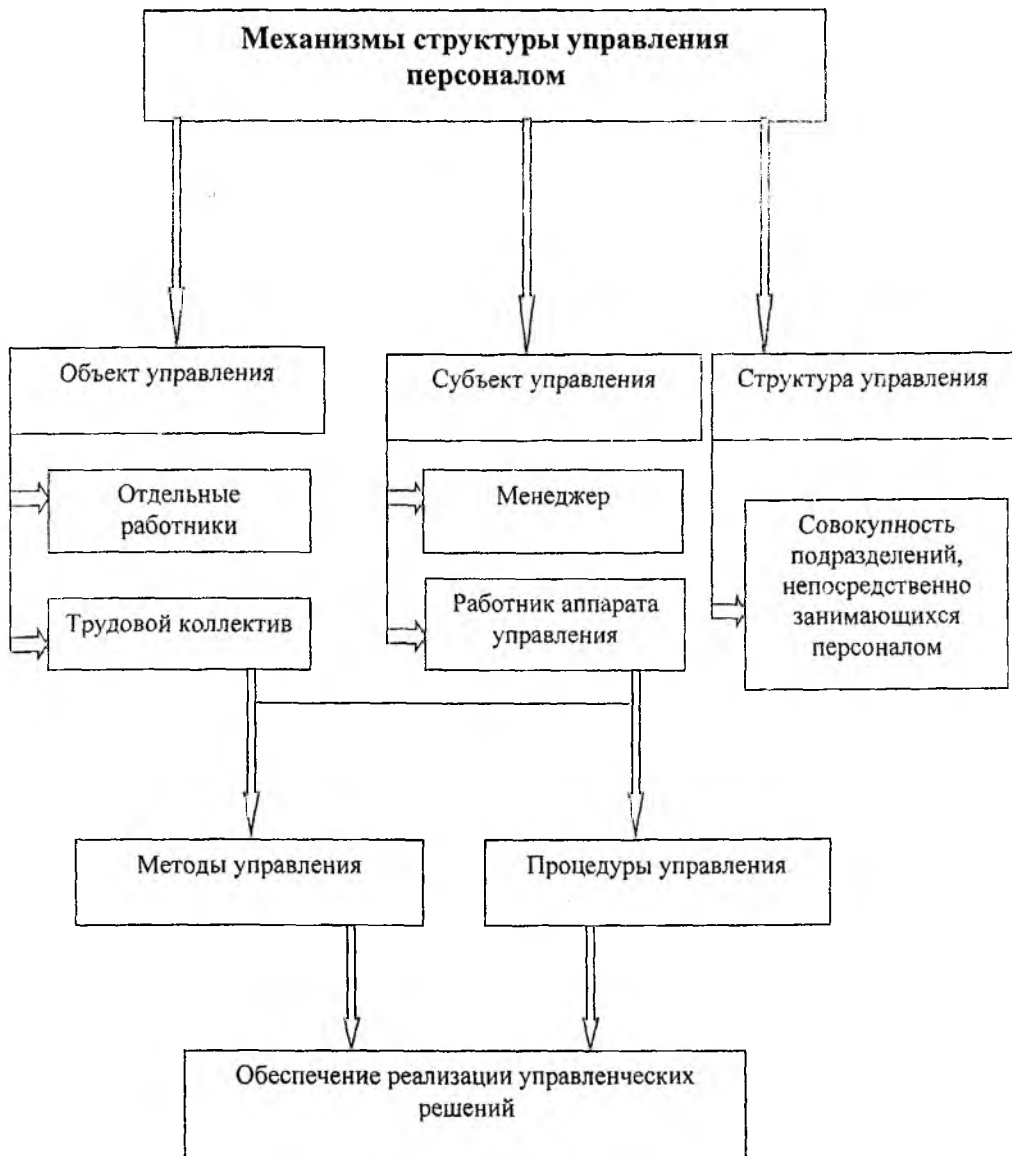 Механизмы структуры управления
персоналом
Объект управления
Субъект управления
Структура управления
Отдельные
работники
Менеджер
Совокупность
подразделений,
непосредственно
занимающихся
персоналом
Трудовой коллектив
Работник аппарата
управления
Методы управления
Процедуры управления
Обеспечение реализации управленческих
решений